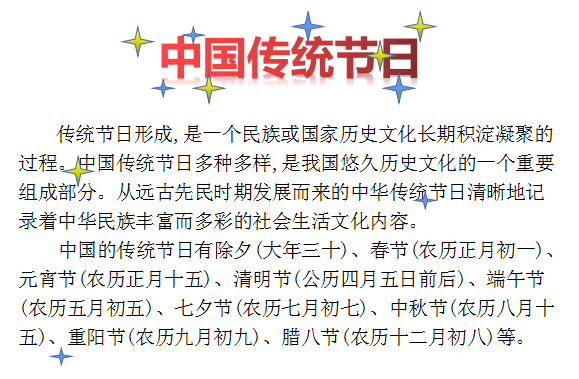 中国传统节日
传统节日形成,是一个民族或国家历史文化长期积淀凝聚的
过程。中国传统节日多种多样,是我国悠久历史文化的一个重要
组成部分。从远古先民时期发展而来的中华传统节日清晰地记
录着中华民族丰富而多彩的社会生活文化内容。
中国的传统节日有除夕(大年三十)、春节(农历正月初一)、
元宵节(农历正月十五)、清明节(公历四月五日前后)、端午节
(农历五月初五)、七夕节(农历七月初七)、中秋节(农历八月十
五)、重阳节(农历九月初九)、腊八节(农历十二月初八)等。